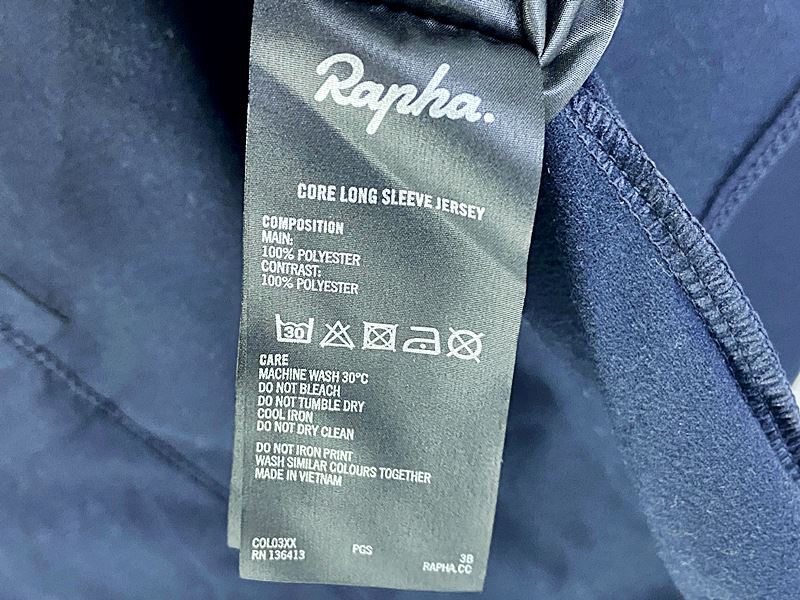 Rapha.
CORE LONG SLEEVE JERSEY
COMPOSITION
MAIN:
100% POLYESTER
CONTRAST:
100% POLYESTER
30
CARE
MACHINE WASH 30°C
DO NOT BLEACH
DO NOT TUMBLE DRY
COOL IRON
DO NOT DRY CLEAN
DO NOT IRON PRINT
WASH SIMILAR COLOURS TOGETHER
MADE IN VIETNAM
COL03XX PGS 3B
RN 136413 RAPHA.CC